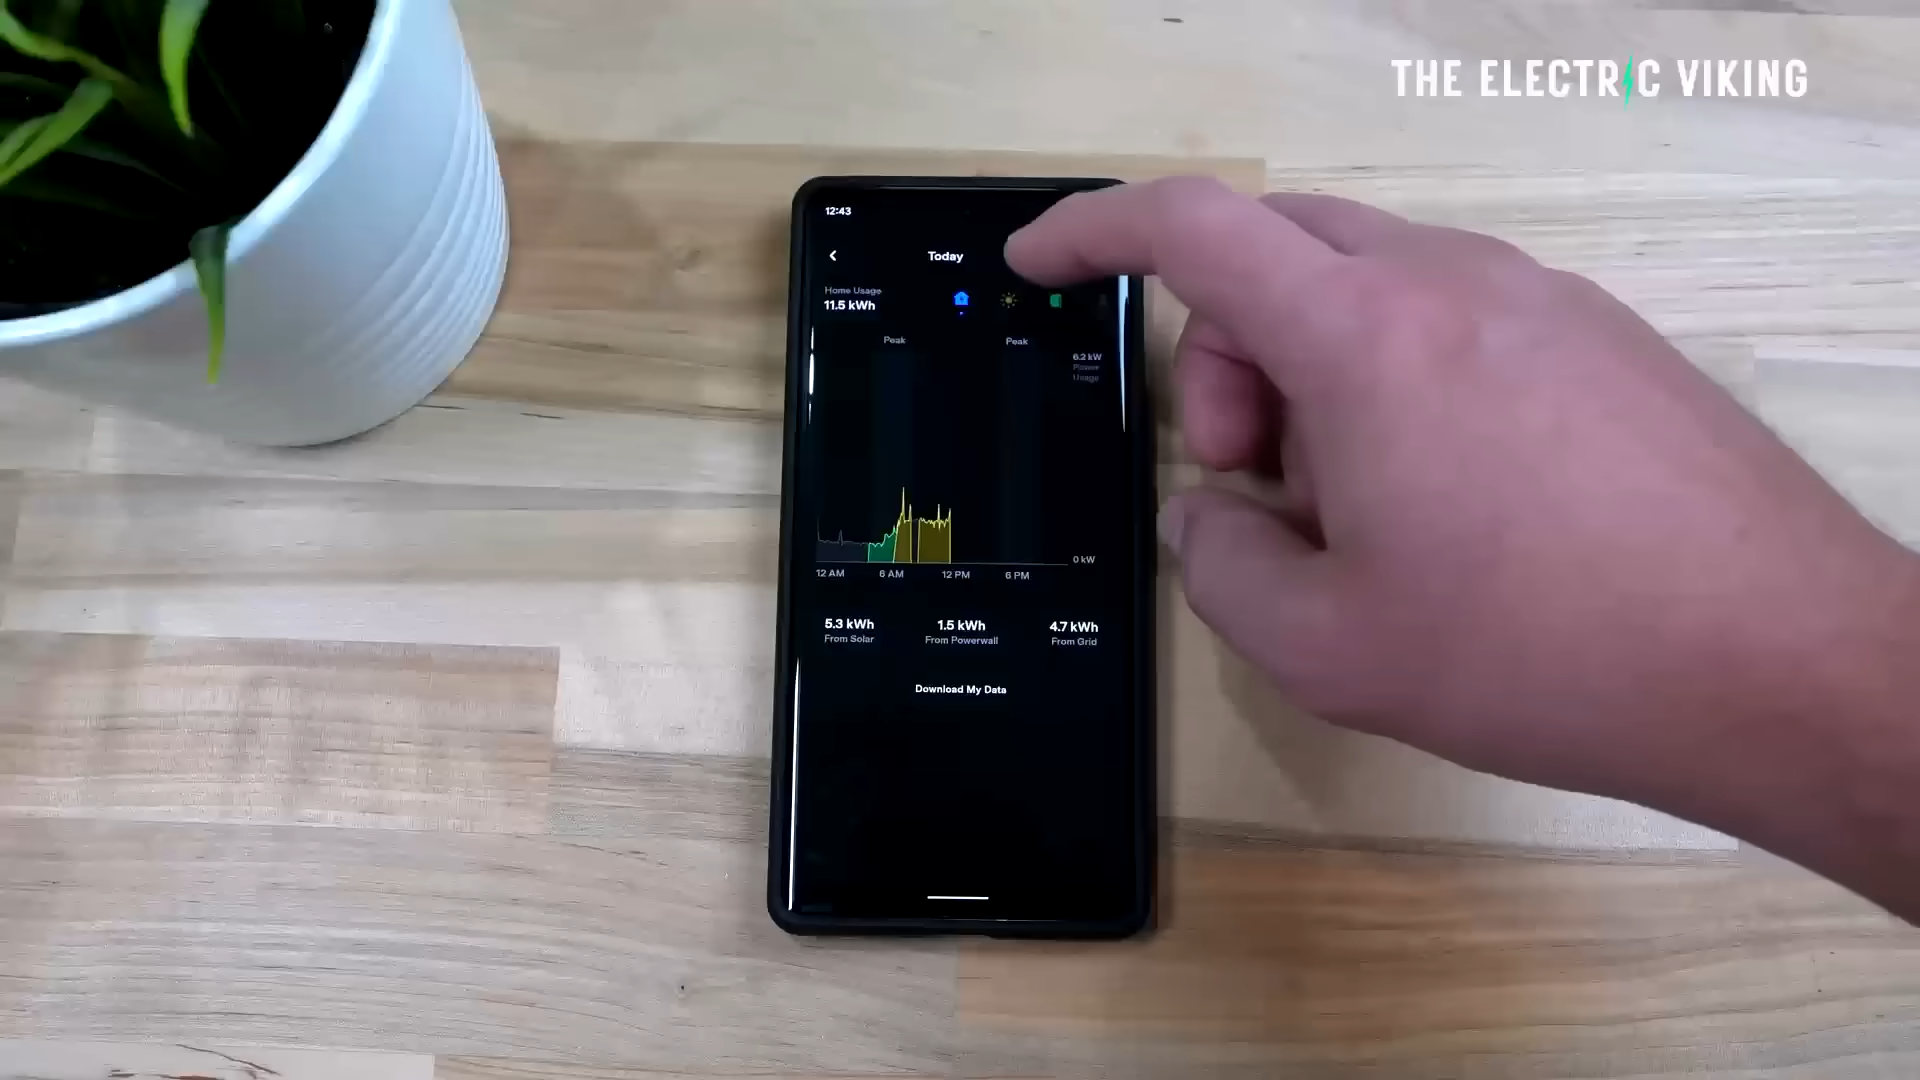 THE ELECTRIC VIKING
12:43
Today
Home Usage
11.5 kWh
Peak
Peak
6.2 kW
Power
Usage
0 kW
12 AM
6 AM
12 PM
6 PM
5.3 kWh
1.5 kWh
4.7 kWh
From Solar
From Powerwall
From Grid
Download My Data